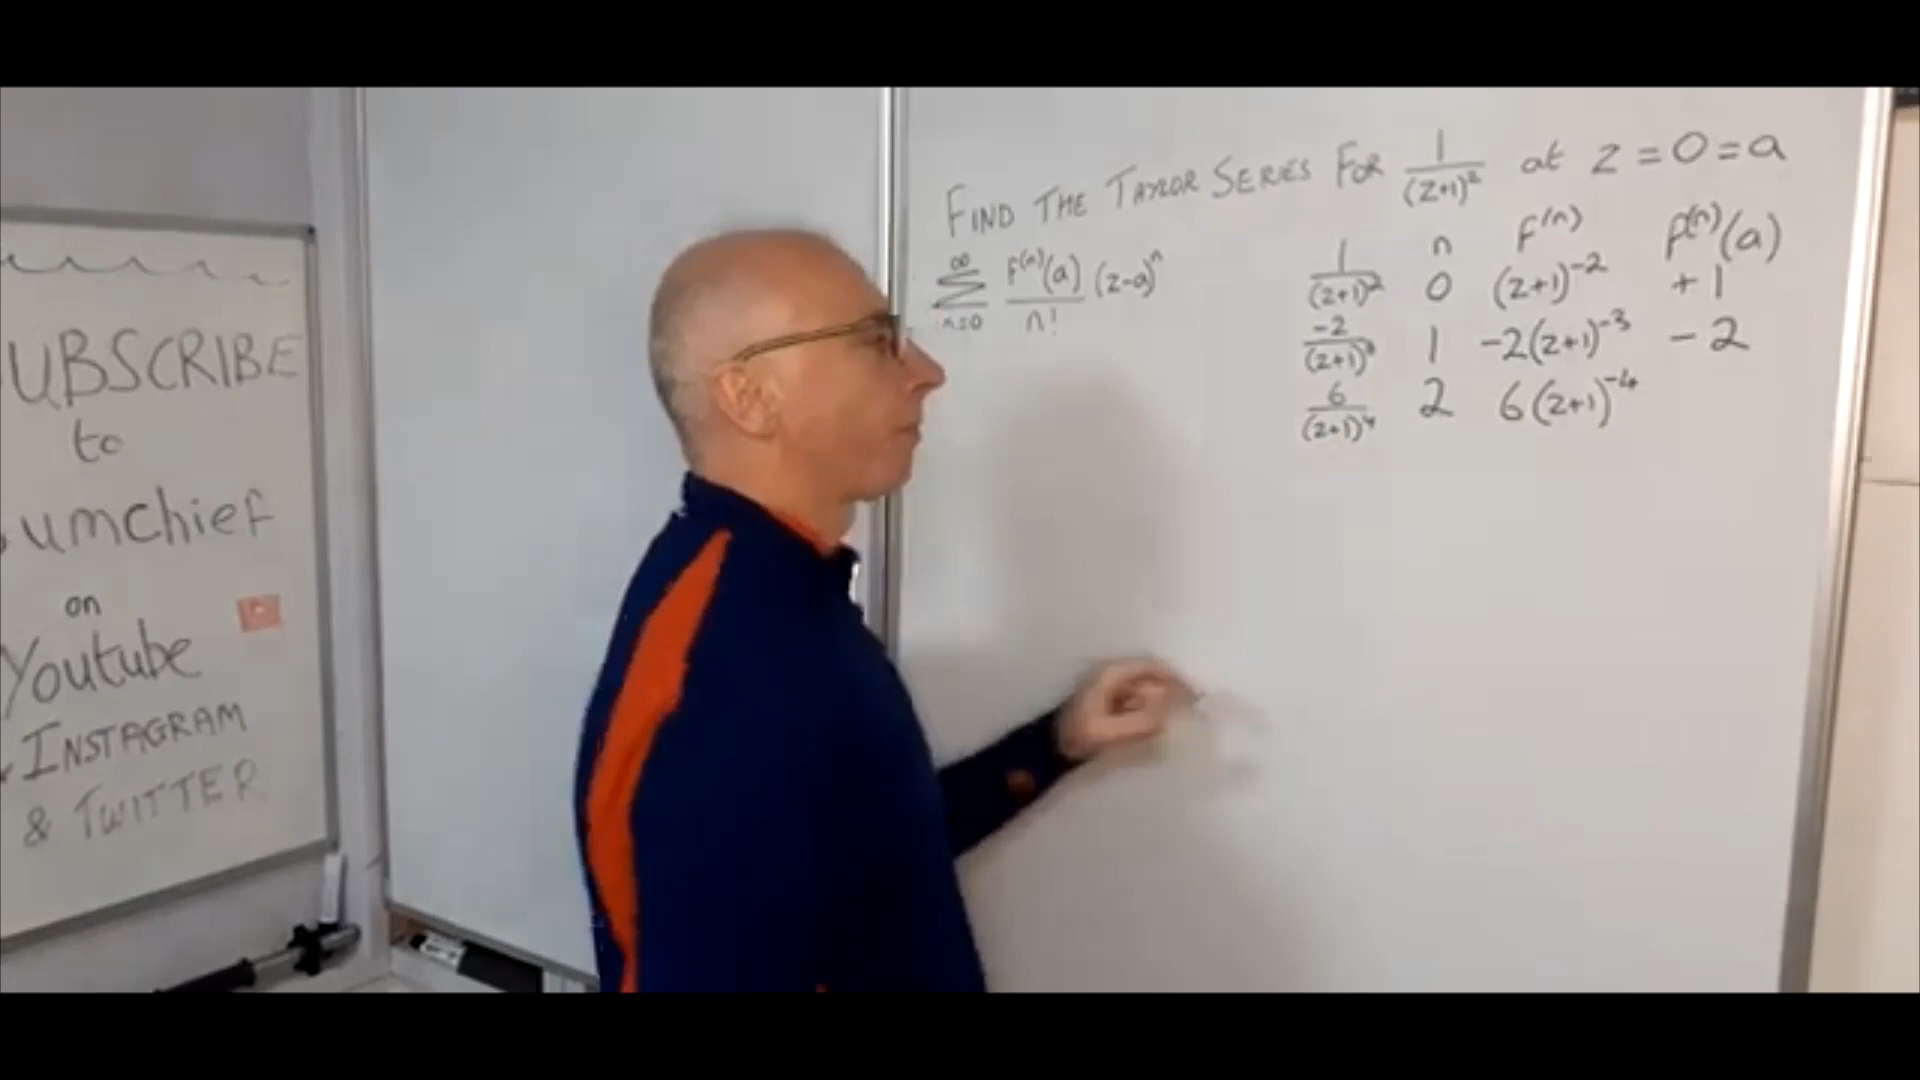 UBSCRIBE
to
umchief
on
Youtube
INSTAGRAM
& TWITTER
FIND THE TAYLOR SERIES FOR 1/(z+1)² at z = 0 = a
∞ Σ n=0 f⁽ⁿ⁾(a)/n! (z-a)ⁿ
n f⁽ⁿ⁾ f⁽ⁿ⁾(a)
1/(z+1)² 0 (z+1)⁻² + 1
-2/(z+1)³ 1 -2(z+1)⁻³ - 2
6/(z+1)⁴ 2 6(z+1)⁻⁴